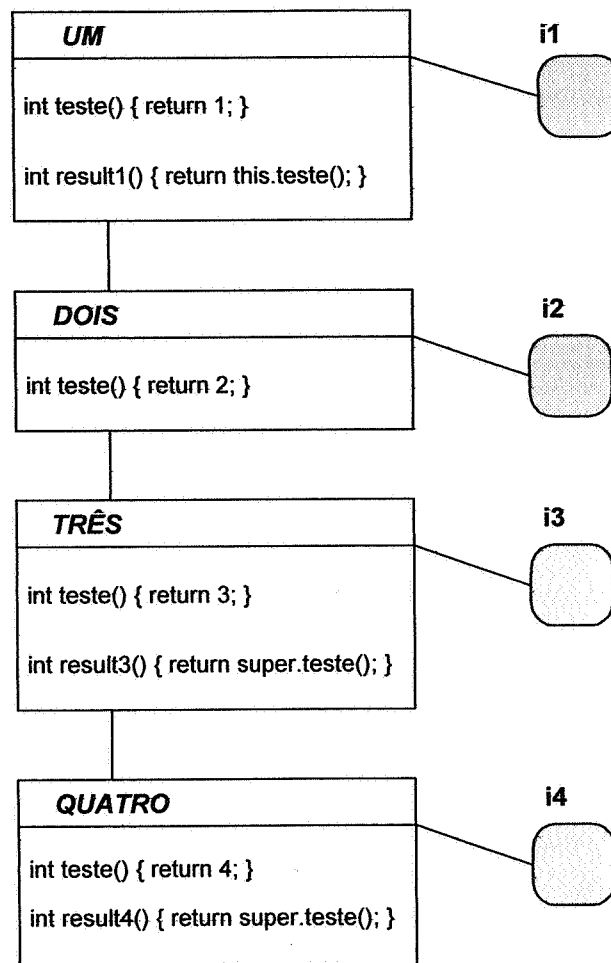 UM
i1
int teste() { return 1; }
int result1() { return this.teste(); }
DOIS
i2
int teste() { return 2; }
TRÊS
i3
int teste() { return 3; }
int result3() { return super.teste(); }
QUATRO
i4
int teste() { return 4; }
int result4() { return super.teste(); }